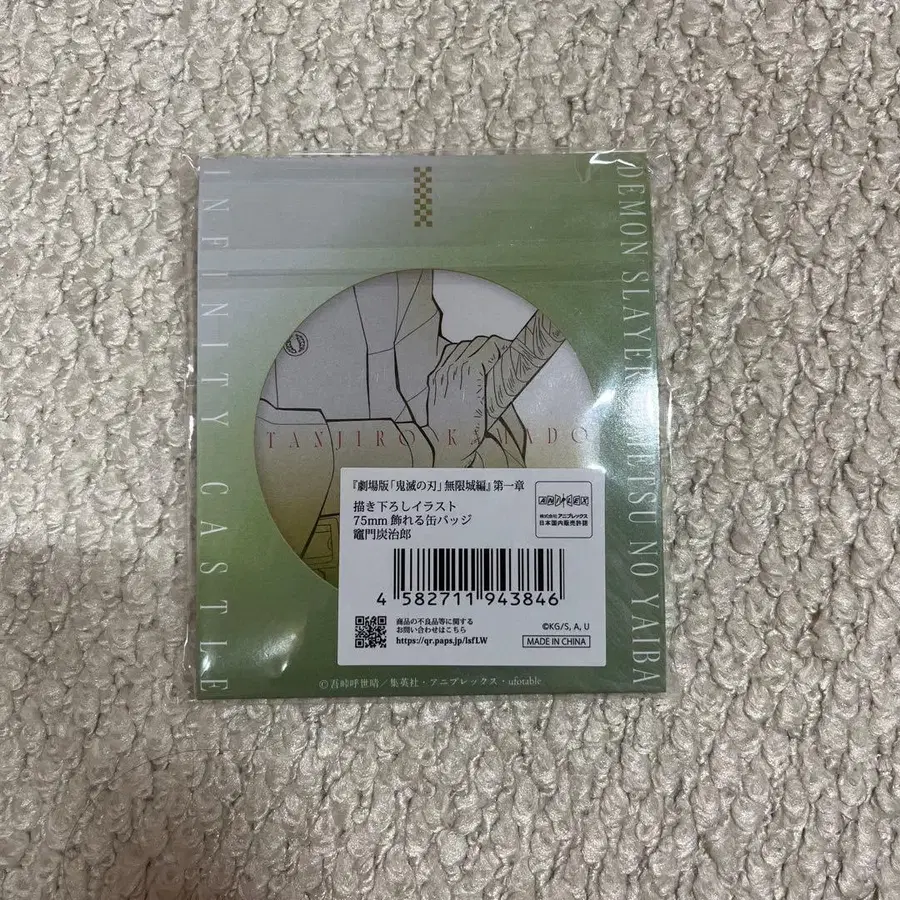 INFINITY CASTLE
DEMON SLAYER
ETSU NO YAIBA
TANJIRO KAMADO
『劇場版「鬼滅の刃」無限城編』第一章
描き下ろしイラスト
75mm 飾れる缶バッジ
竈門炭治郎
ANIPLEX
株式会社アニプレックス
日本国内販売許諾
4 582711 943846
商品の不良品等に関する
お問い合わせはこちら
https://qr.paps.jp/lsfLW
©KG/S, A, U
MADE IN CHINA
©吾峠呼世晴／集英社・アニプレックス・ufotable